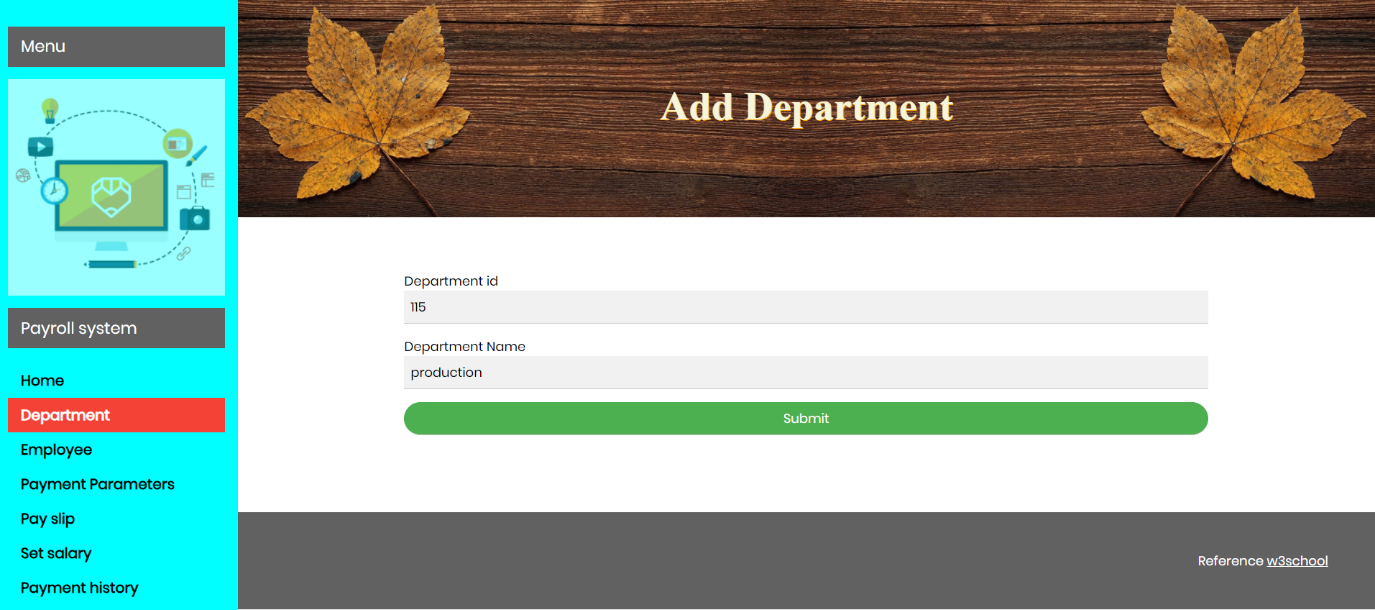 Menu
Payroll system
Home
Department
Employee
Payment Parameters
Pay slip
Set salary
Payment history
Add Department
Department id
115
Department Name
production
Submit
Reference w3school